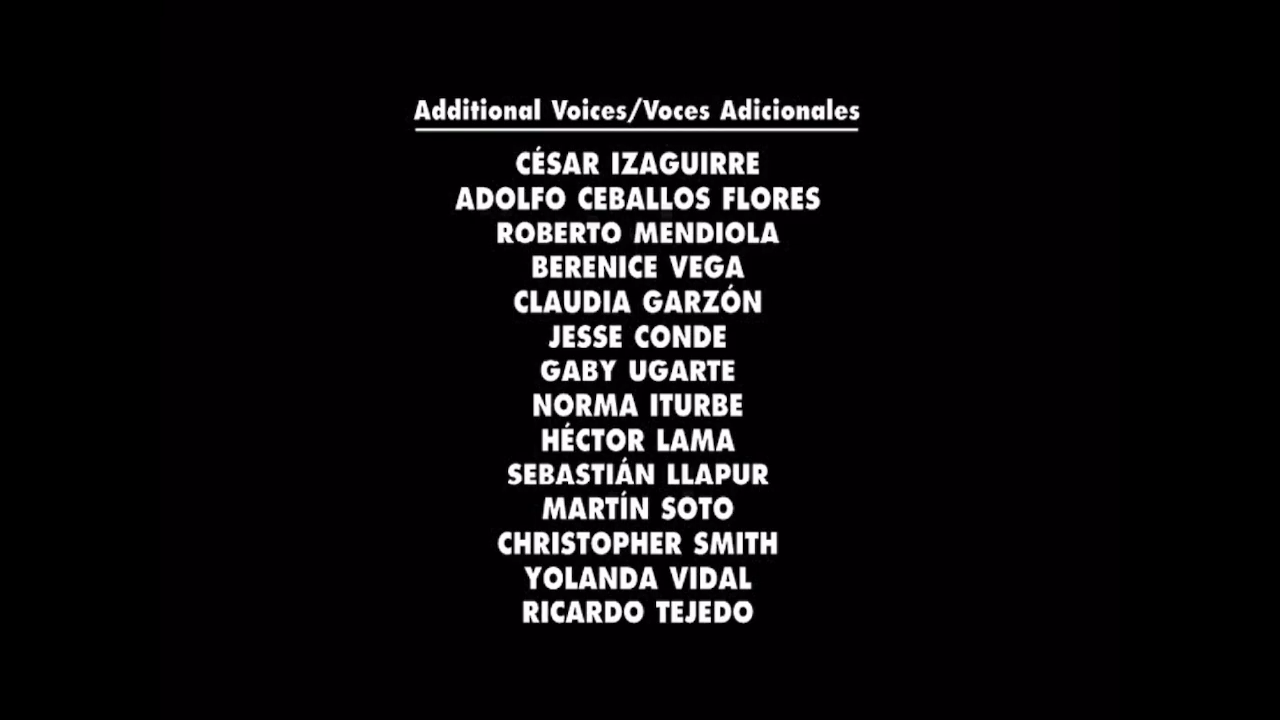 Additional Voices/Voces Adicionales
CÉSAR IZAGUIRRE
ADOLFO CEBALLOS FLORES
ROBERTO MENDIOLA
BERENICE VEGA
CLAUDIA GARZÓN
JESSE CONDE
GABY UGARTE
NORMA ITURBE
HÉCTOR LAMA
SEBASTIÁN LLAPUR
MARTÍN SOTO
CHRISTOPHER SMITH
YOLANDA VIDAL
RICARDO TEJEDO